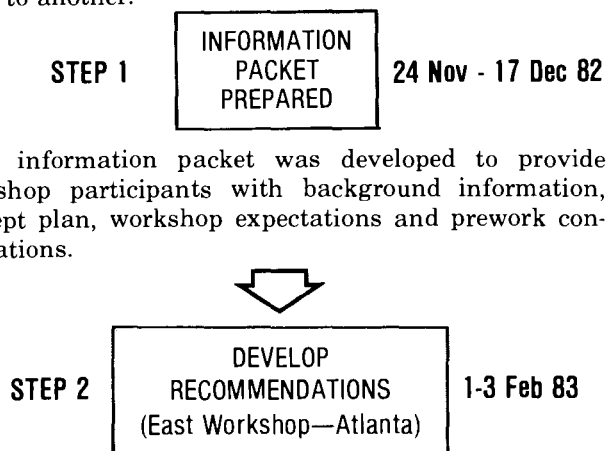 to another.
INFORMATION
STEP 1 PACKET 24 Nov - 17 Dec 82
PREPARED
information packet was developed to provide
shop participants with background information,
ept plan, workshop expectations and prework con-
ations.
DEVELOP
STEP 2 RECOMMENDATIONS 1-3 Feb 83
(East Workshop—Atlanta)